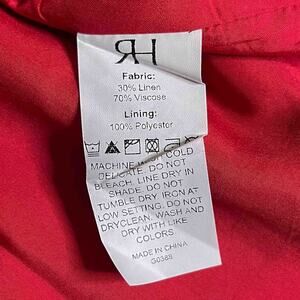 RH
Fabric:
30% Linen
70% Viscose
Lining:
100% Polyester
MACHINE WASH COLD
DELICATE. DO NOT
BLEACH. LINE DRY IN
SHADE. DO NOT
TUMBLE DRY. IRON AT
LOW SETTING. DO NOT
DRYCLEAN. WASH AND
DRY WITH LIKE
COLORS.
MADE IN CHINA
G0388